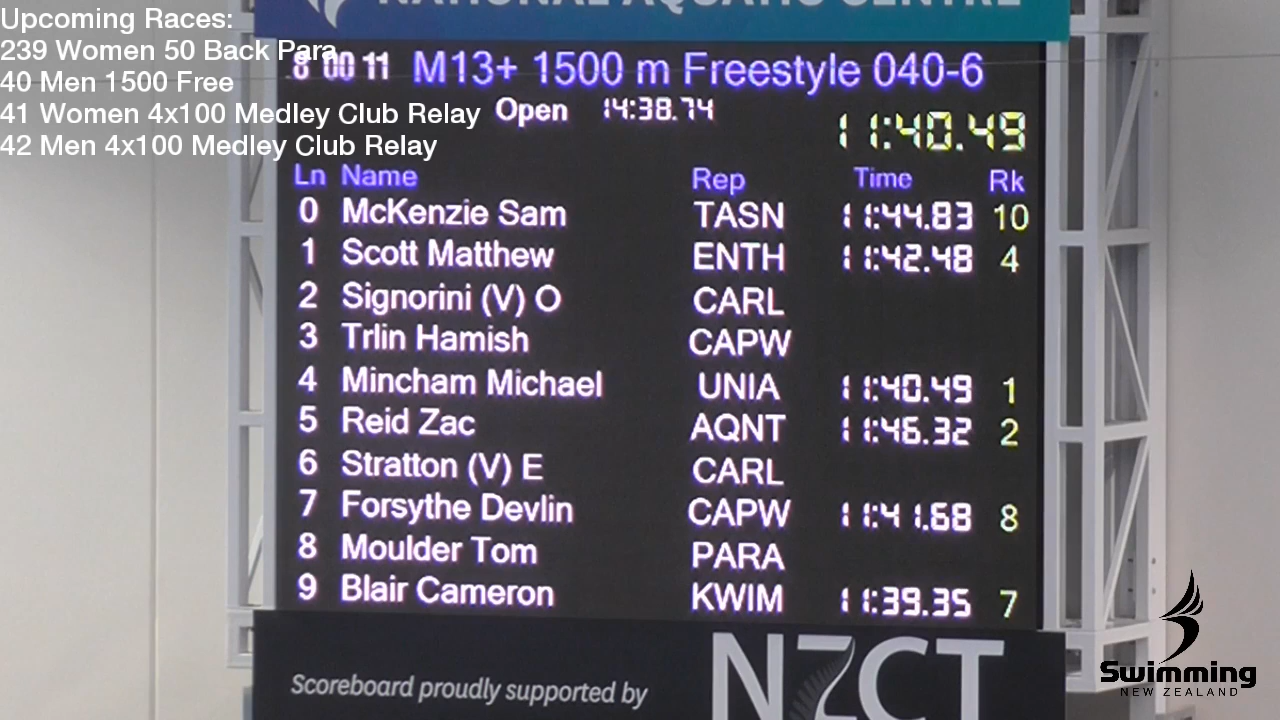 Upcoming Races:
239 Women 50 Back Para
40 Men 1500 Free
41 Women 4x100 Medley Club Relay
42 Men 4x100 Medley Club Relay
NATIONAL AQUATIC CENTRE
8 00 11 M13+ 1500 m Freestyle 040-6
Open 14:38.74
11:40.49
Ln Name Rep Time Rk
0 McKenzie Sam TASN 11:44.83 10
1 Scott Matthew ENTH 11:42.48 4
2 Signorini (V) O CARL
3 Trlin Hamish CAPW
4 Mincham Michael UNIA 11:40.49 1
5 Reid Zac AQNT 11:46.32 2
6 Stratton (V) E CARL
7 Forsythe Devlin CAPW 11:41.68 8
8 Moulder Tom PARA
9 Blair Cameron KWIM 11:39.35 7
Scoreboard proudly supported by NZCT
Swimming
NEW ZEALAND